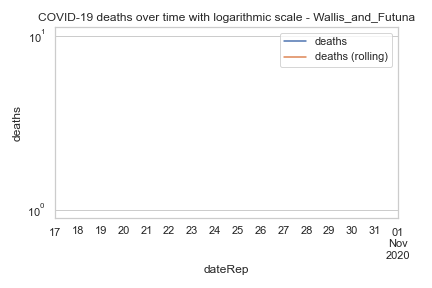 COVID-19 deaths over time with logarithmic scale - Wallis_and_Futuna
10¹
deaths
deaths (rolling)
deaths
10⁰
17 18 19 20 21 22 23 24 25 26 27 28 29 30 31 01
Nov
2020
dateRep